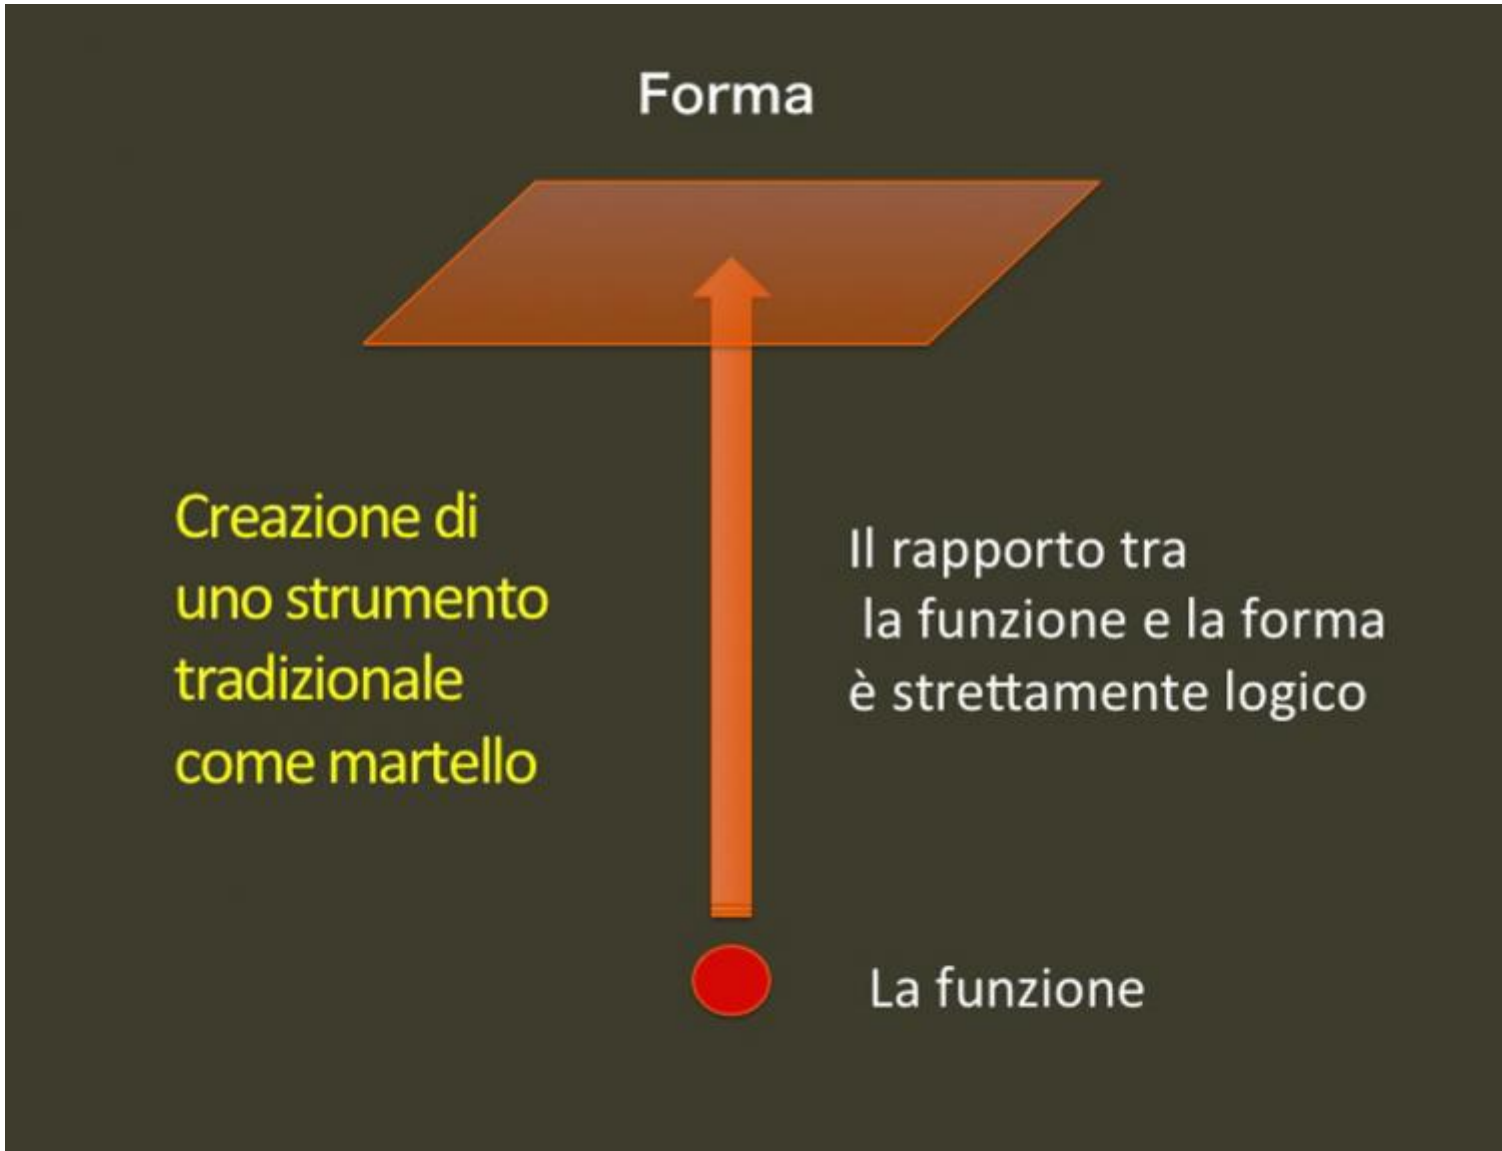 Forma
Creazione di
uno strumento
tradizionale
come martello
Il rapporto tra
la funzione e la forma
è strettamente logico
La funzione